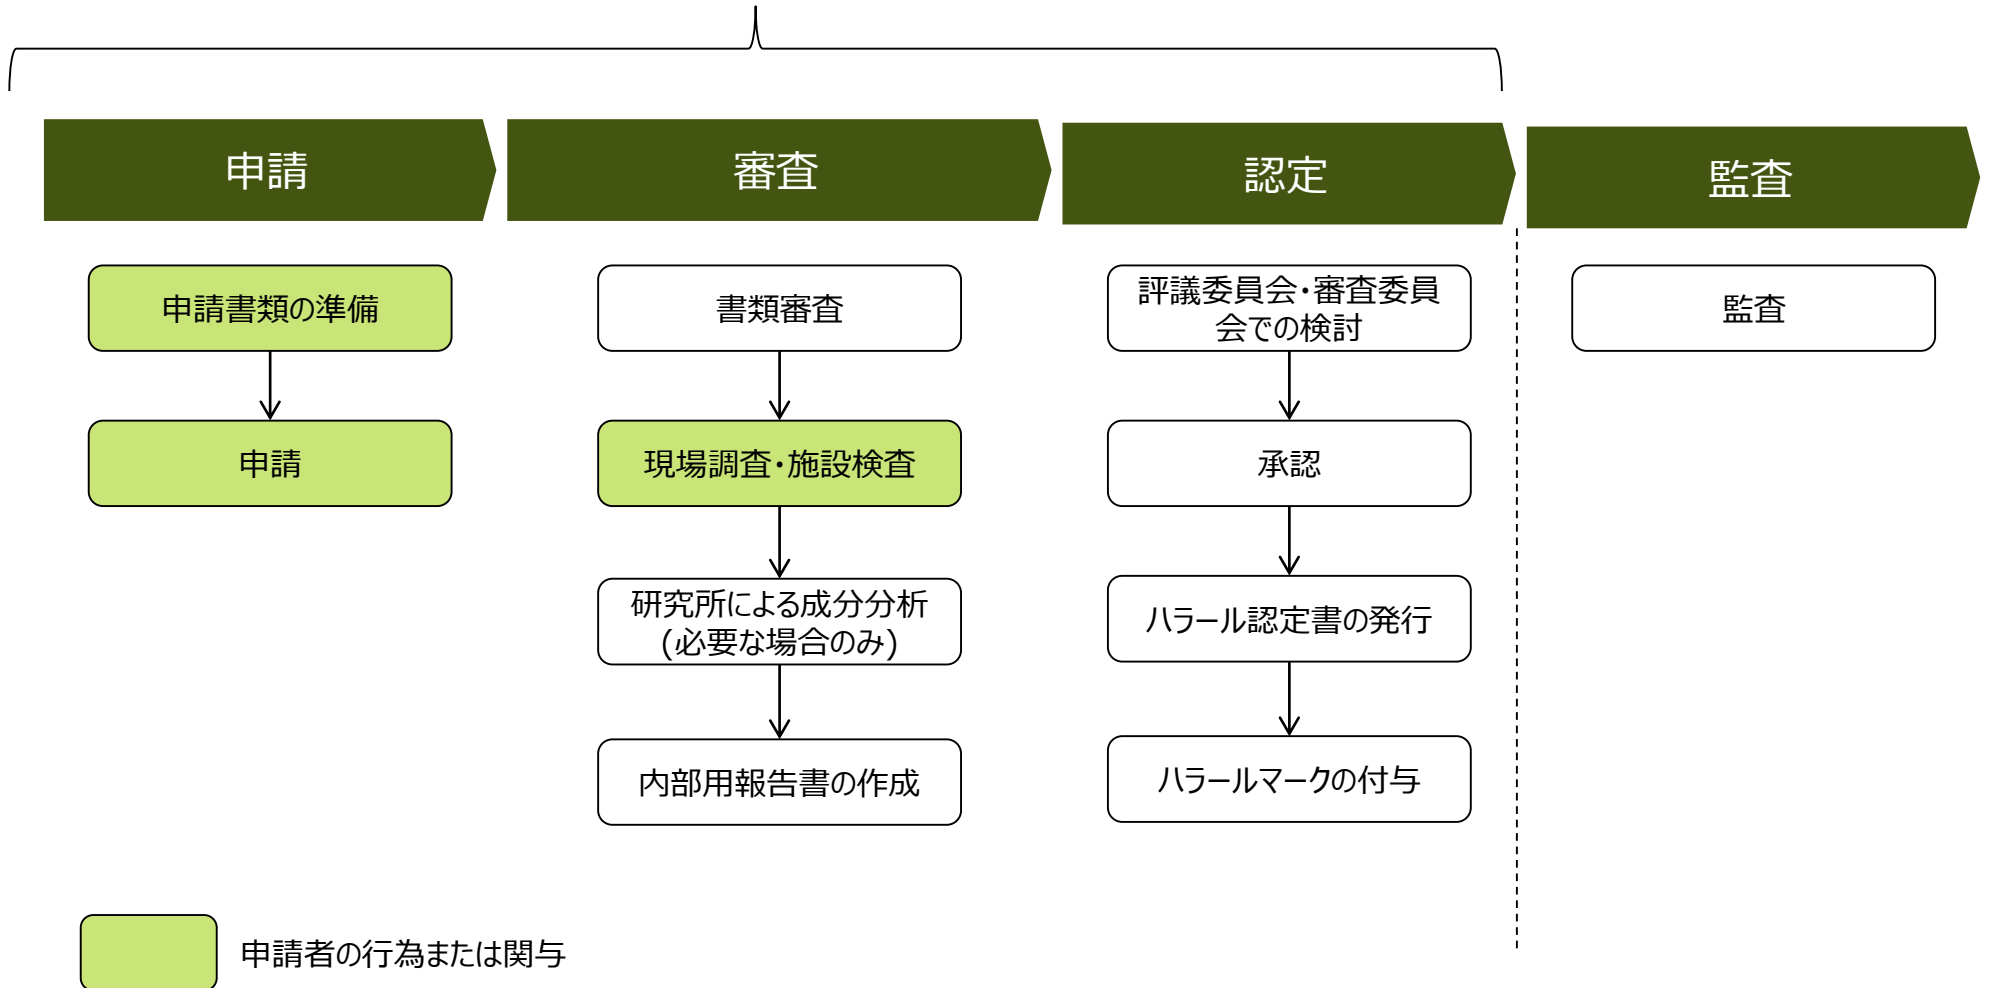 申請
審査
認定
監査
申請書類の準備
申請
書類審査
現場調査・施設検査
研究所による成分分析
(必要な場合のみ)
内部用報告書の作成
評議委員会・審査委員
会での検討
承認
ハラール認定書の発行
ハラールマークの付与
監査
申請者の行為または関与